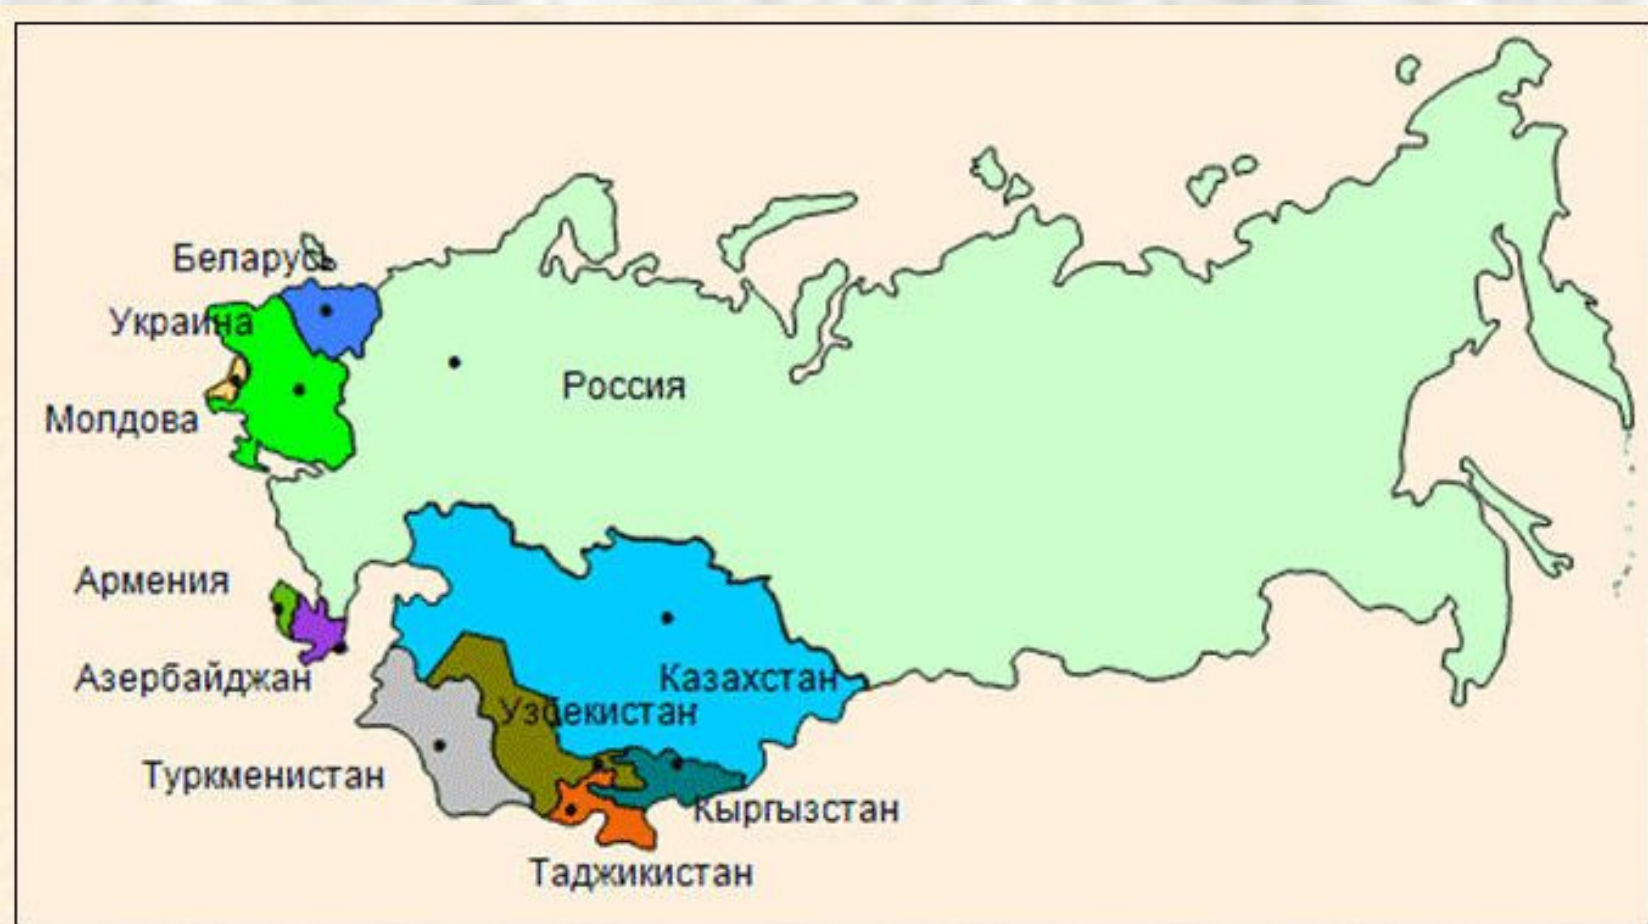 Беларусь
Украина
Россия
Молдова
Армения
Азербайджан
Казахстан
Узбекистан
Туркменистан
Кыргызстан
Таджикистан